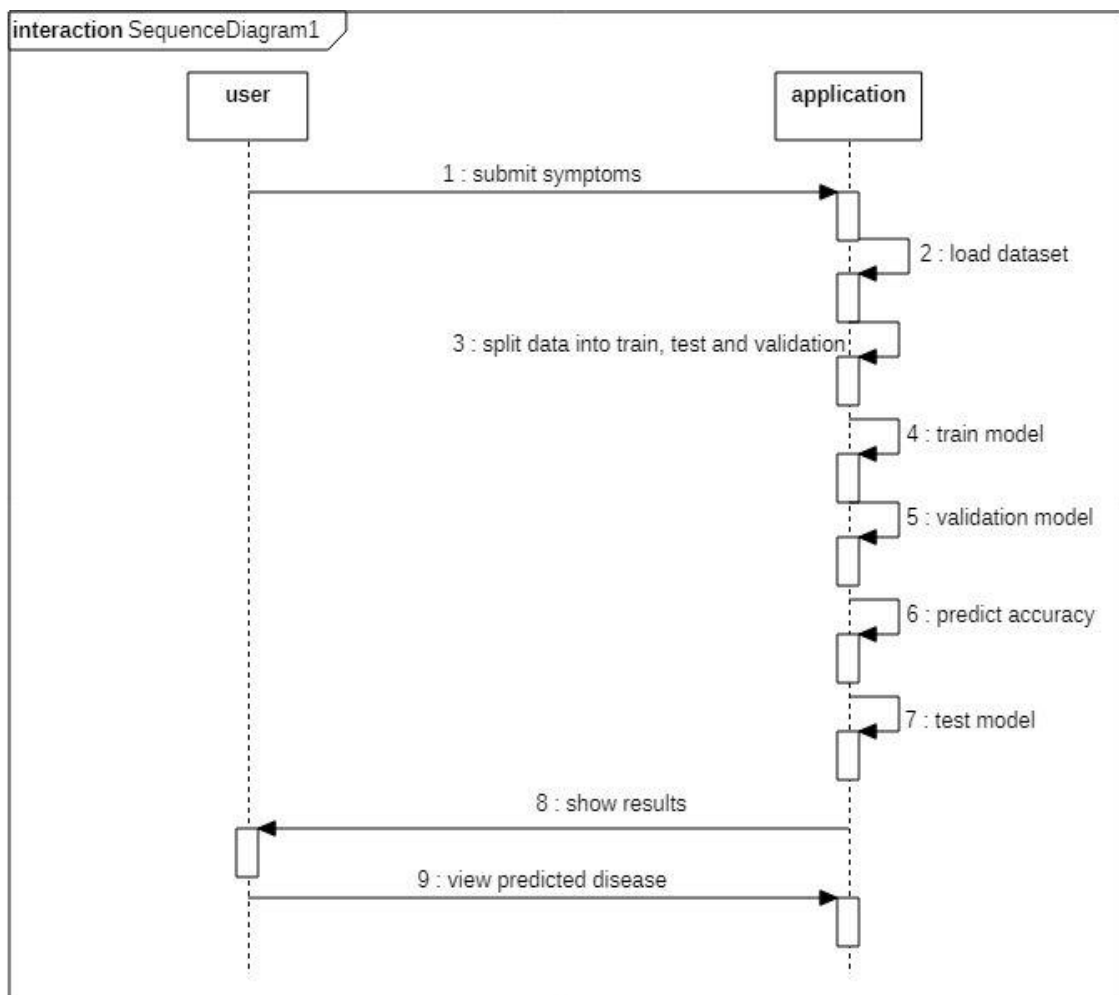 interaction SequenceDiagram1
user
application
1 : submit symptoms
2 : load dataset
3 : split data into train, test and validation
4 : train model
5 : validation model
6 : predict accuracy
7 : test model
8 : show results
9 : view predicted disease